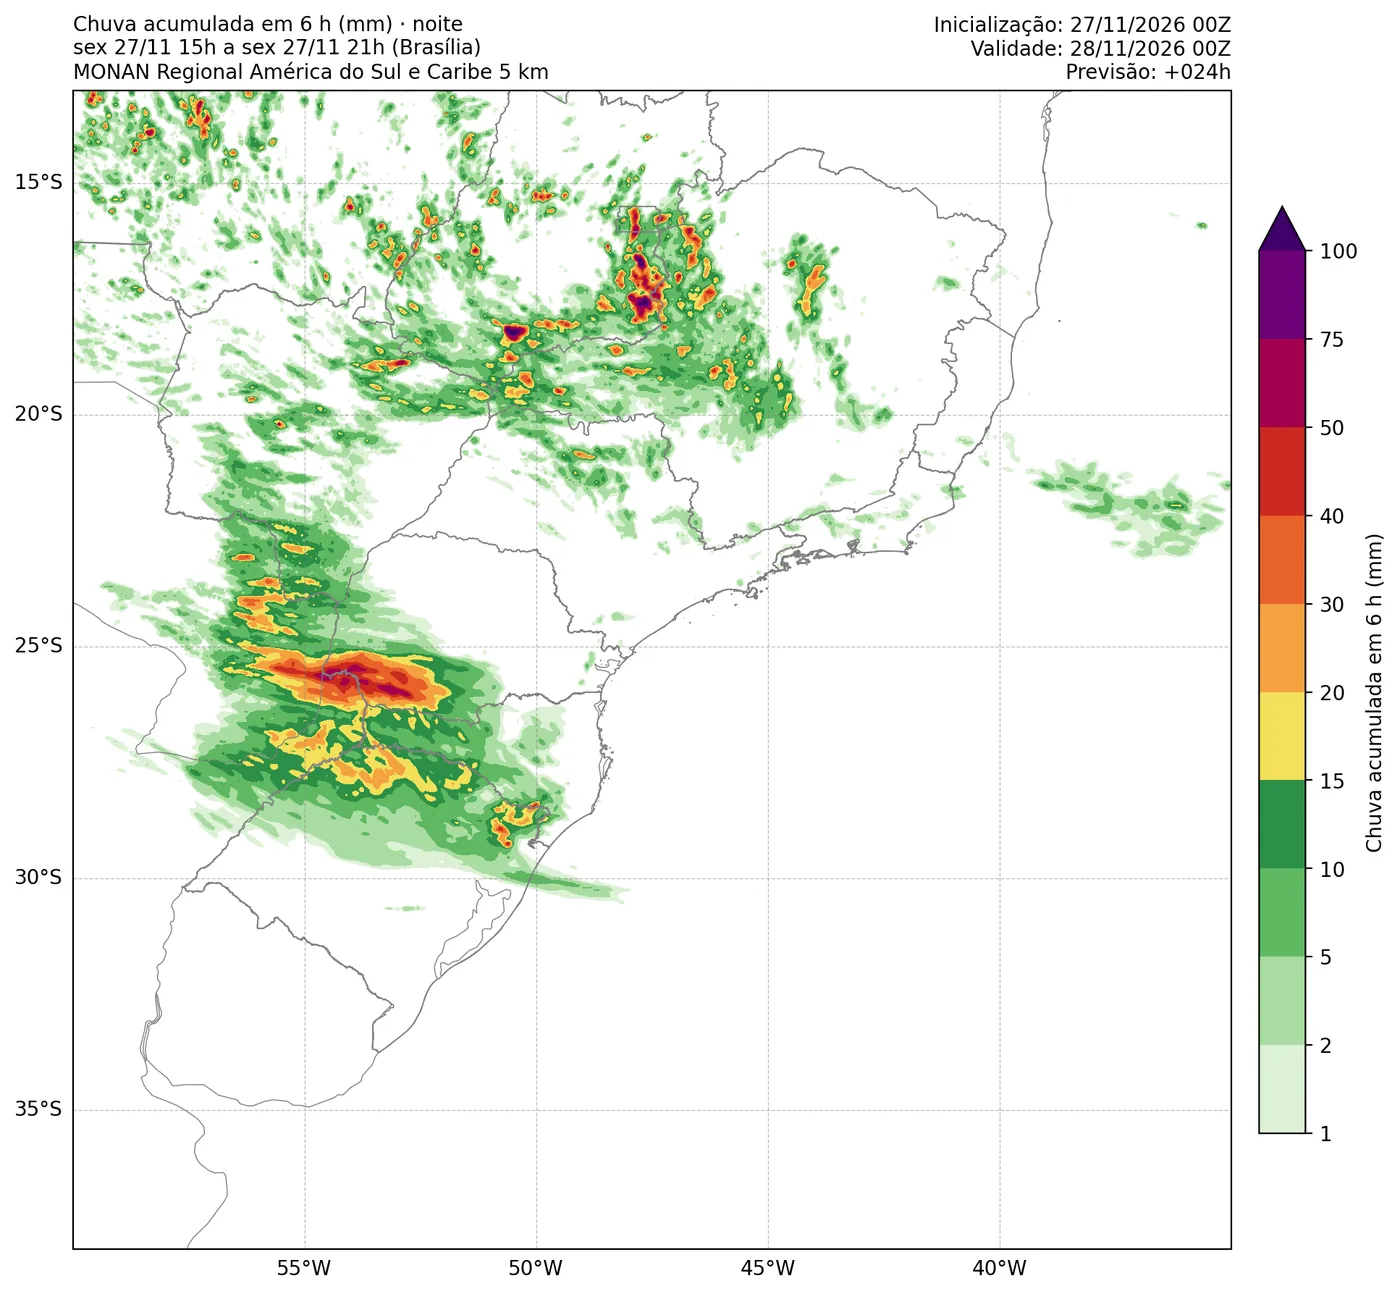 Chuva acumulada em 6 h (mm) · noite
sex 27/11 15h a sex 27/11 21h (Brasília)
MONAN Regional América do Sul e Caribe 5 km
Inicialização: 27/11/2026 00Z
Validade: 28/11/2026 00Z
Previsão: +024h
15°S
20°S
25°S
30°S
35°S
55°W
50°W
45°W
40°W
100
75
50
40
30
20
15
10
5
2
1
Chuva acumulada em 6 h (mm)